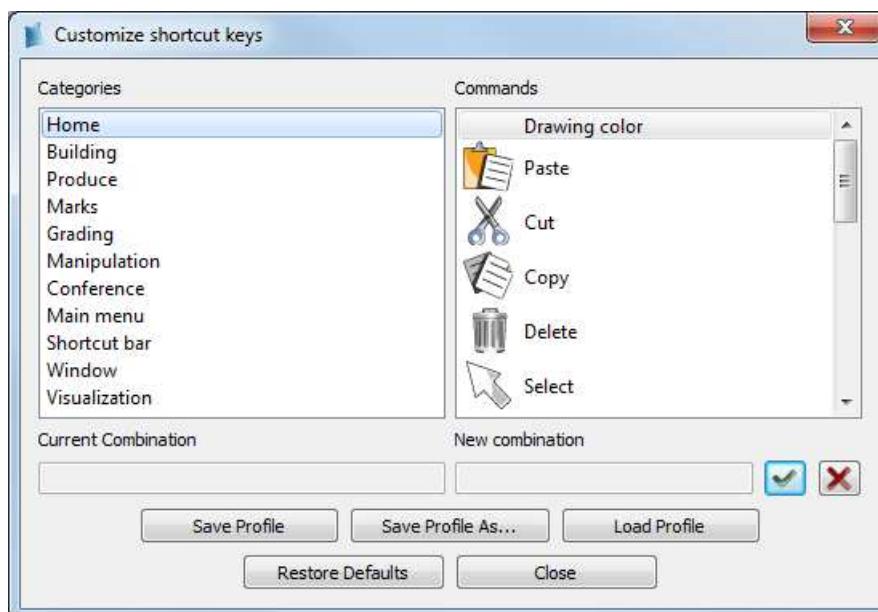 Customize shortcut keys
Categories
Commands
Home
Building
Produce
Marks
Grading
Manipulation
Conference
Main menu
Shortcut bar
Window
Visualization
Drawing color
Paste
Cut
Copy
Delete
Select
Current Combination
New combination
Save Profile
Save Profile As...
Load Profile
Restore Defaults
Close